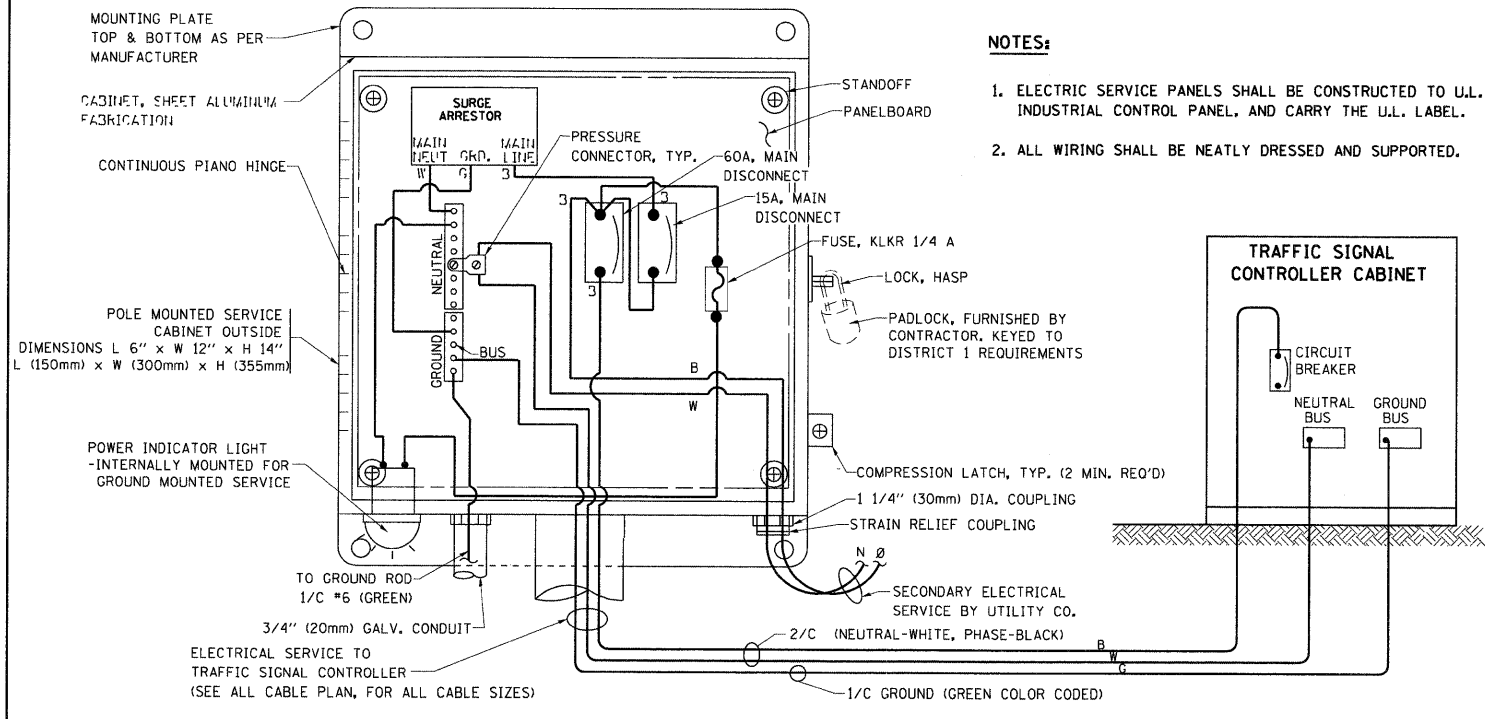 MOUNTING PLATE
TOP & BOTTOM AS PER
MANUFACTURER
CABINET, SHEET ALUMINUM
FABRICATION
CONTINUOUS PIANO HINGE
POLE MOUNTED SERVICE
CABINET OUTSIDE
DIMENSIONS L 6" x W 12" x H 14"
L (150mm) x W (300mm) x H (355mm)
POWER INDICATOR LIGHT
-INTERNALLY MOUNTED FOR
GROUND MOUNTED SERVICE
SURGE
ARRESTOR
MAIN
NEUT
GRD.
MAIN
LINE
W
G
B
PRESSURE
CONNECTOR, TYP.
60A, MAIN
DISCONNECT
15A, MAIN
DISCONNECT
FUSE, KLKR 1/4 A
STANDOFF
PANELBOARD
LOCK, HASP
PADLOCK, FURNISHED BY
CONTRACTOR. KEYED TO
DISTRICT 1 REQUIREMENTS
B
B
B
NEUTRAL
GROUND
BUS
B
W
COMPRESSION LATCH, TYP. (2 MIN. REQ'D)
1 1/4" (30mm) DIA. COUPLING
STRAIN RELIEF COUPLING
N Ø
SECONDARY ELECTRICAL
SERVICE BY UTILITY CO.
TO GROUND ROD
1/C #6 (GREEN)
3/4" (20mm) GALV. CONDUIT
ELECTRICAL SERVICE TO
TRAFFIC SIGNAL CONTROLLER
(SEE ALL CABLE PLAN, FOR ALL CABLE SIZES)
2/C (NEUTRAL-WHITE, PHASE-BLACK)
B
W
G
1/C GROUND (GREEN COLOR CODED)
NOTES:
1. ELECTRIC SERVICE PANELS SHALL BE CONSTRUCTED TO U.L.
INDUSTRIAL CONTROL PANEL, AND CARRY THE U.L. LABEL.
2. ALL WIRING SHALL BE NEATLY DRESSED AND SUPPORTED.
TRAFFIC SIGNAL
CONTROLLER CABINET
CIRCUIT
BREAKER
NEUTRAL
BUS
GROUND
BUS